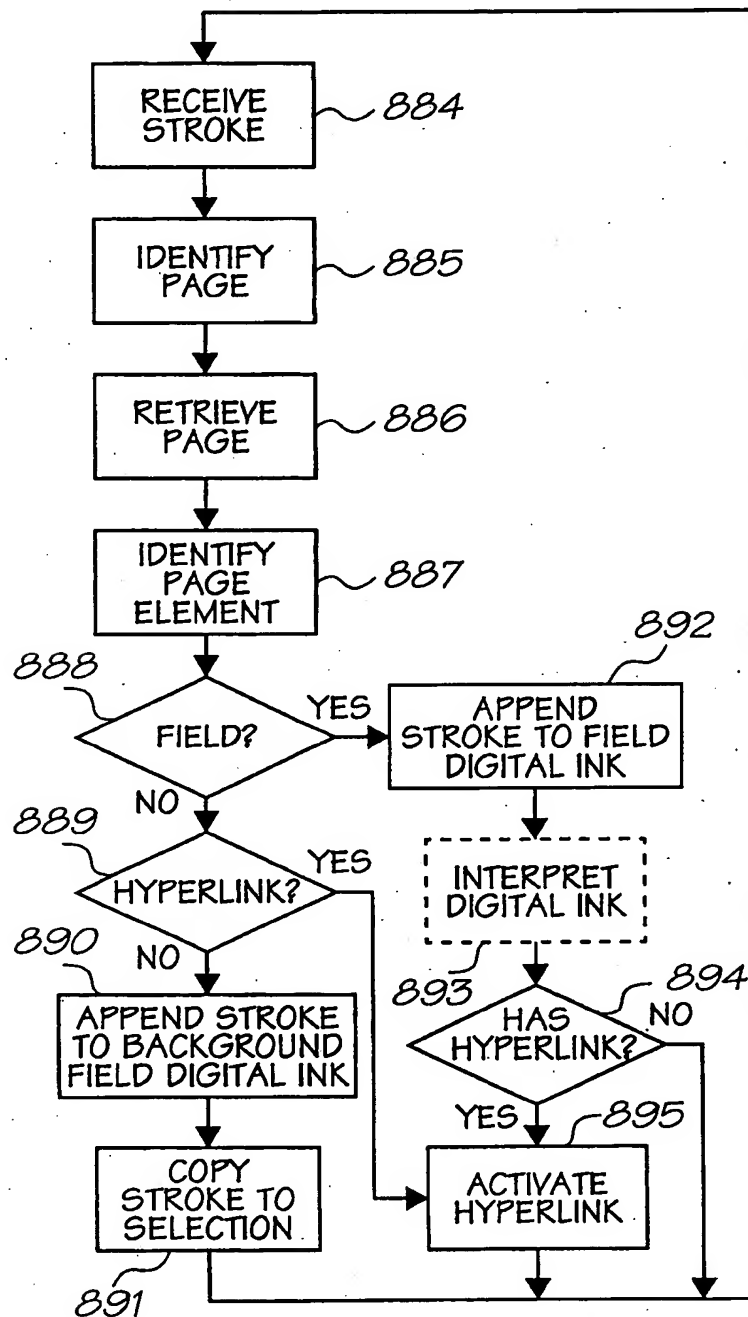 RECEIVE
STROKE
884
IDENTIFY
PAGE
885
RETRIEVE
PAGE
886
IDENTIFY
PAGE
ELEMENT
887
888
FIELD?
YES
NO
892
APPEND
STROKE TO FIELD
DIGITAL INK
889
HYPERLINK?
YES
NO
INTERPRET
DIGITAL INK
893
890
APPEND STROKE
TO BACKGROUND
FIELD DIGITAL INK
894
HAS
HYPERLINK?
NO
YES
895
COPY
STROKE TO
SELECTION
891
ACTIVATE
HYPERLINK